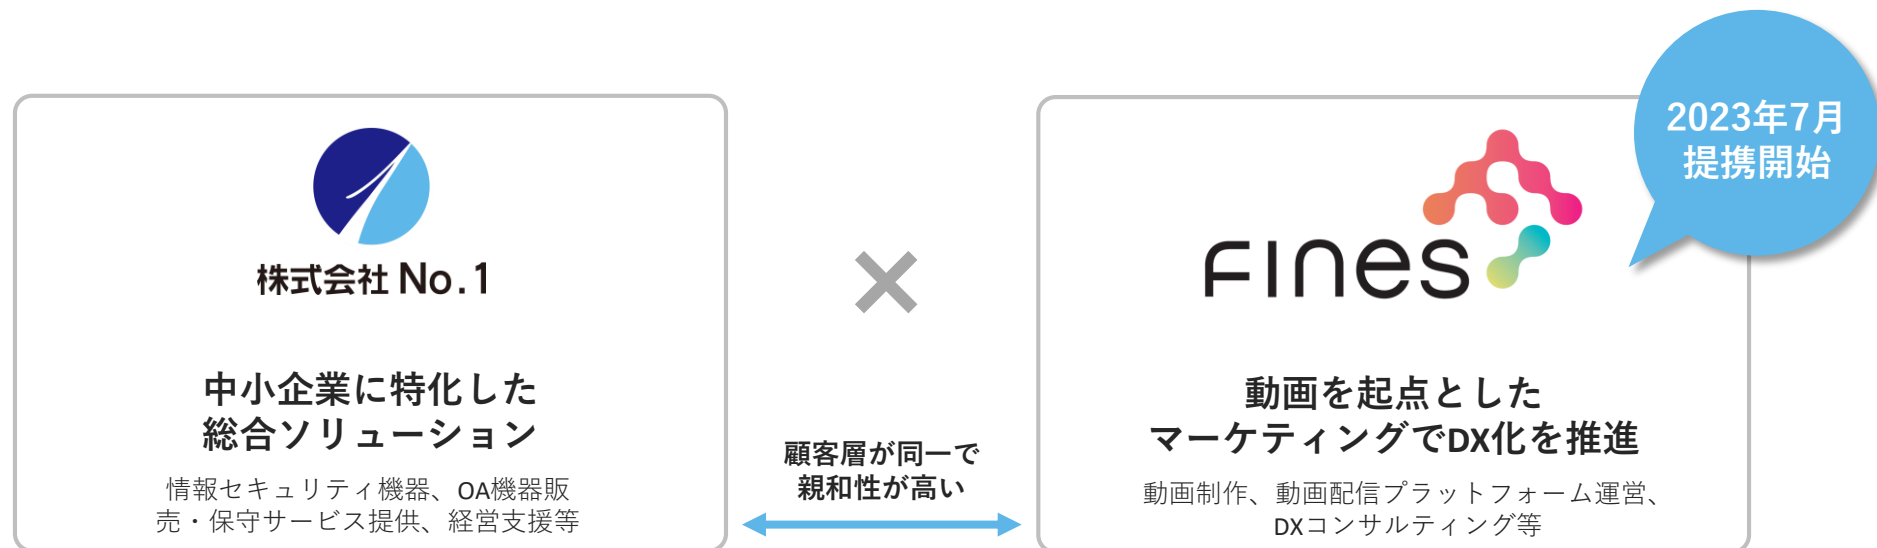 株式会社 No.1
中小企業に特化した
総合ソリューション
情報セキュリティ機器、OA機器販
売・保守サービス提供、経営支援等
×
顧客層が同一で
親和性が高い
2023年7月
提携開始
FINES
動画を起点とした
マーケティングでDX化を推進
動画制作、動画配信プラットフォーム運営、
DXコンサルティング等